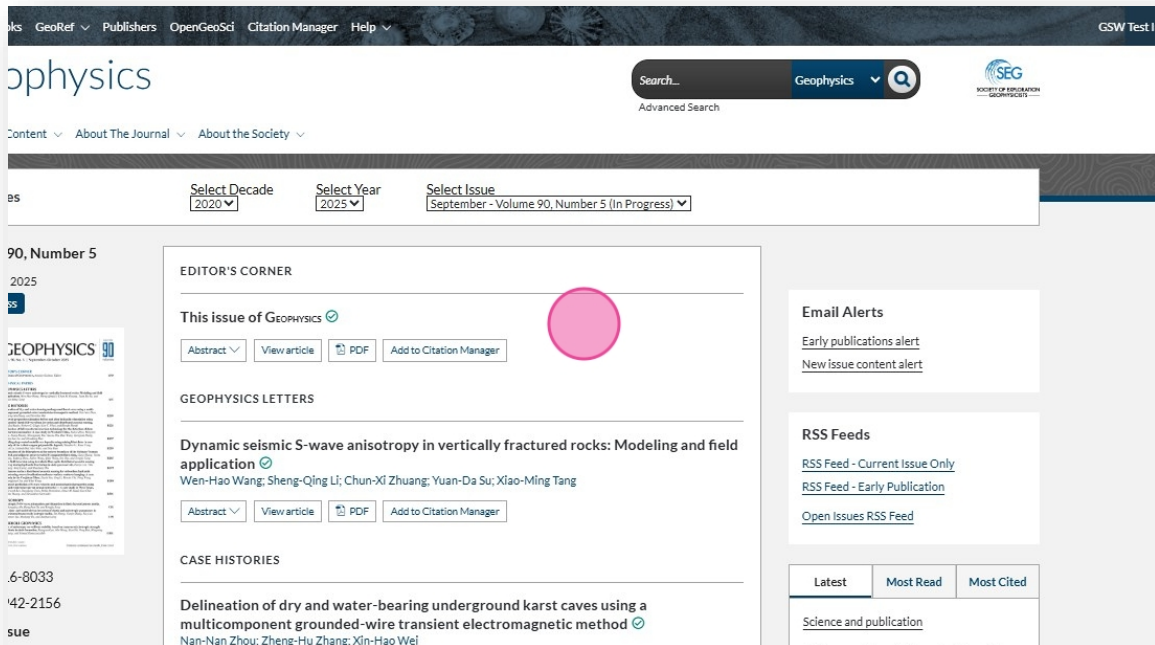 oks GeoRef Publishers OpenGeoSci Citation Manager Help GSW Test I
ophysics
Search... Geophysics
SEG
SOCIETY OF EXPLORATION
GEOPHYSICISTS
Advanced Search
Content About The Journal About the Society
es
Select Decade Select Year Select Issue
2020 2025 September - Volume 90, Number 5 (In Progress)
90, Number 5
2025
ss
GEOPHYSICS 90
6-8033
942-2156
sue
EDITOR'S CORNER
This issue of Geophysics
Abstract View article PDF Add to Citation Manager
GEOPHYSICS LETTERS
Dynamic seismic S-wave anisotropy in vertically fractured rocks: Modeling and field
application
Wen-Hao Wang; Sheng-Qing Li; Chun-Xi Zhuang; Yuan-Da Su; Xiao-Ming Tang
Abstract View article PDF Add to Citation Manager
CASE HISTORIES
Delineation of dry and water-bearing underground karst caves using a
multicomponent grounded-wire transient electromagnetic method
Nan-Nan Zhou; Zheng-Hu Zhang; Xin-Hao Wei
Email Alerts
Early publications alert
New issue content alert
RSS Feeds
RSS Feed - Current Issue Only
RSS Feed - Early Publication
Open Issues RSS Feed
Latest Most Read Most Cited
Science and publication